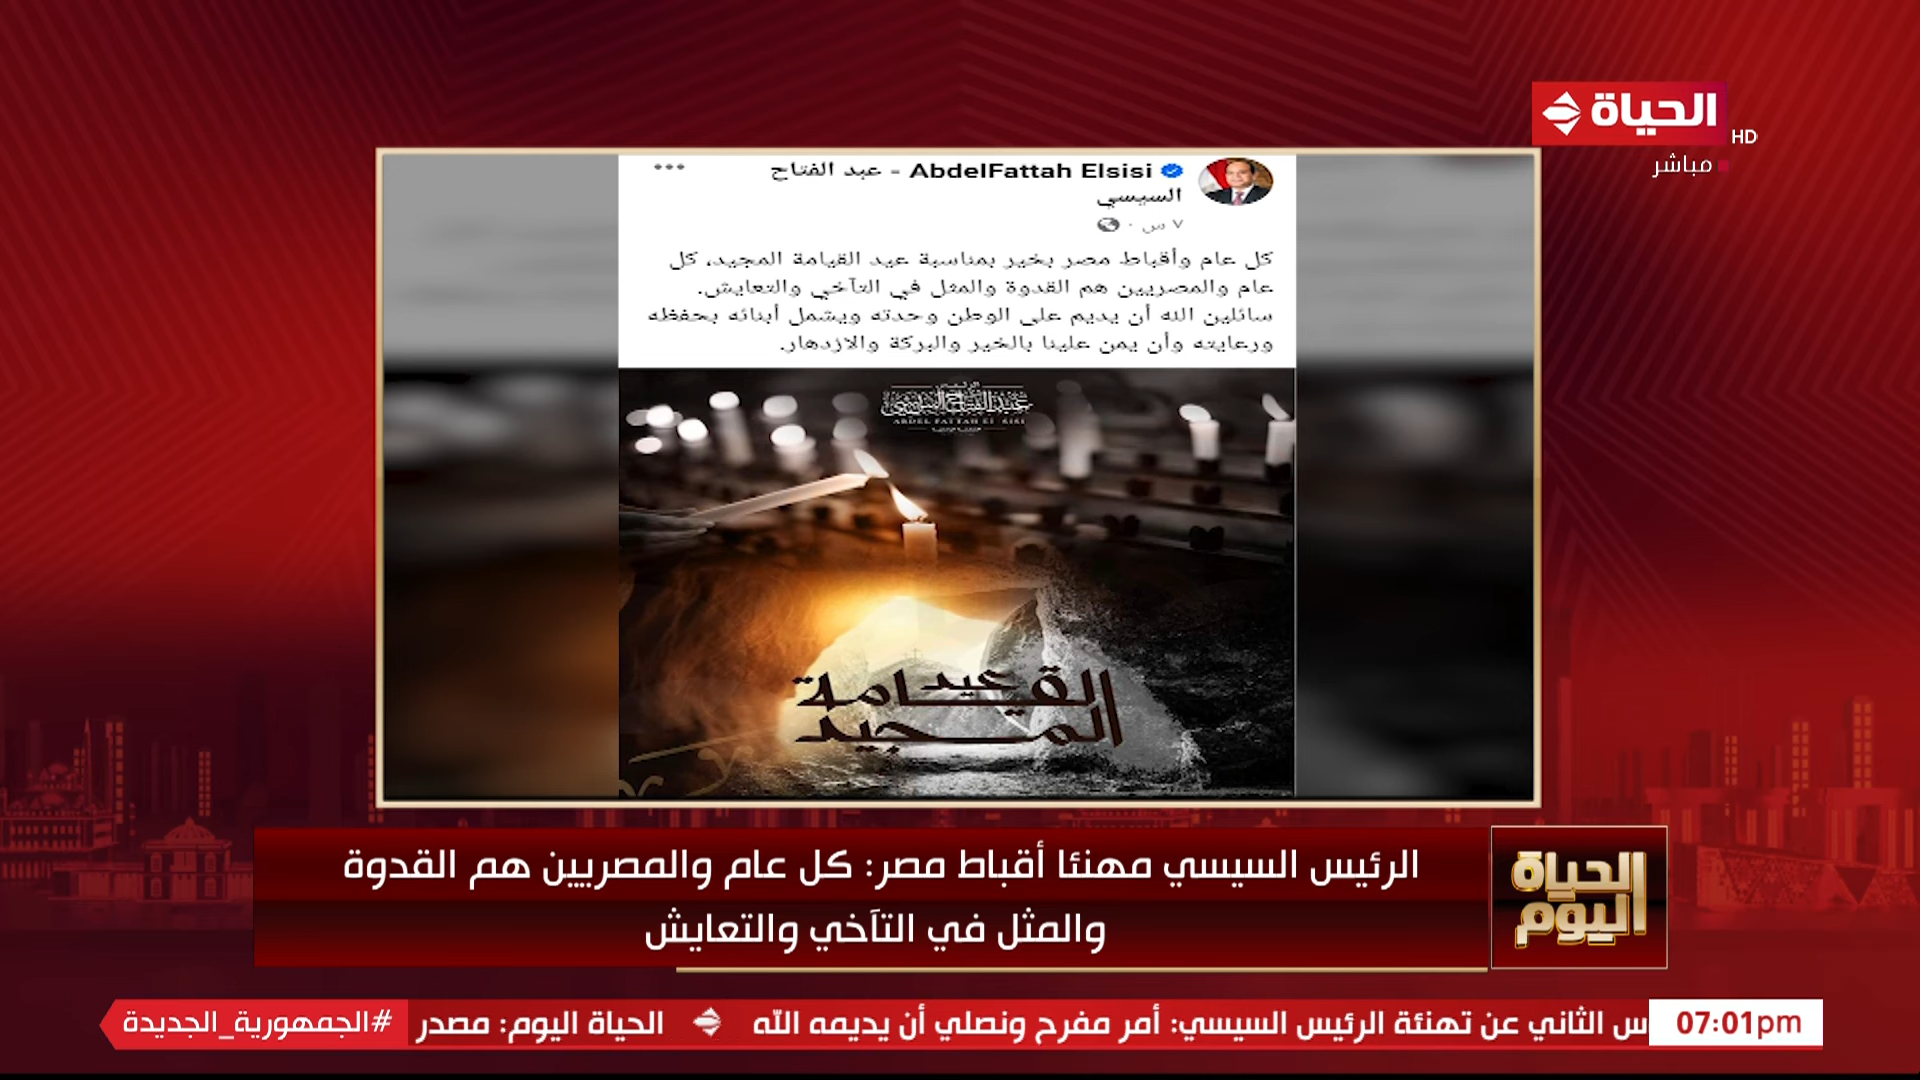 الحياة
HD
مباشر
AbdelFattah Elsisi - عبد الفتاح
السيسي
٧ س ·
كل عام وأقباط مصر بخير بمناسبة عيد القيامة المجيد، كل
عام والمصريين هم القدوة والمثل في التآخي والتعايش.
سائلين الله أن يديم على الوطن وحدته ويشمل أبنائه بحفظه
ورعايته وأن يمن علينا بالخير والبركة والازدهار.
الرئيس
عبد الفتاح السيسي
ABDEL FATTAH EL SISI
عيد
القيامة
المجيد
الرئيس السيسي مهنئا أقباط مصر: كل عام والمصريين هم القدوة
والمثل في التآخي والتعايش
الحياة
اليوم
07:01pm
س الثاني عن تهنئة الرئيس السيسي: أمر مفرح ونصلي أن يديمه الله
الحياة اليوم: مصدر
#الجمهورية_الجديدة